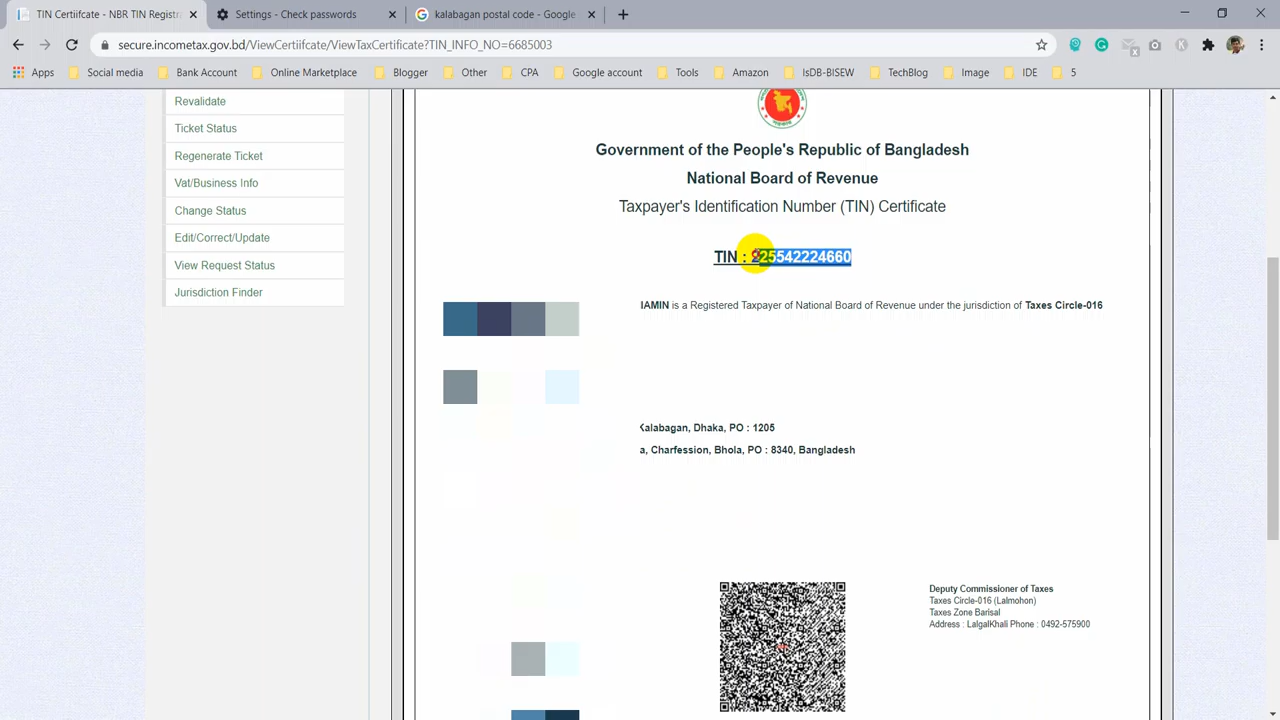 TIN Certiifcate - NBR TIN Registr
Settings - Check passwords
kalabagan postal code - Google
secure.incometax.gov.bd/ViewCertiifcate/ViewTaxCertificate?TIN_INFO_NO=6685003
Apps Social media Bank Account Online Marketplace Blogger Other CPA Google account Tools Amazon IsDB-BISEW TechBlog Image IDE 5
Revalidate
Ticket Status
Regenerate Ticket
Vat/Business Info
Change Status
Edit/Correct/Update
View Request Status
Jurisdiction Finder
Government of the People's Republic of Bangladesh
National Board of Revenue
Taxpayer's Identification Number (TIN) Certificate
TIN : 225542224660
IAMIN is a Registered Taxpayer of National Board of Revenue under the jurisdiction of Taxes Circle-016
Kalabagan, Dhaka, PO : 1205
a, Charfession, Bhola, PO : 8340, Bangladesh
Deputy Commissioner of Taxes
Taxes Circle-016 (Lalmohon)
Taxes Zone Barisal
Address : LalgalKhali Phone : 0492-575900